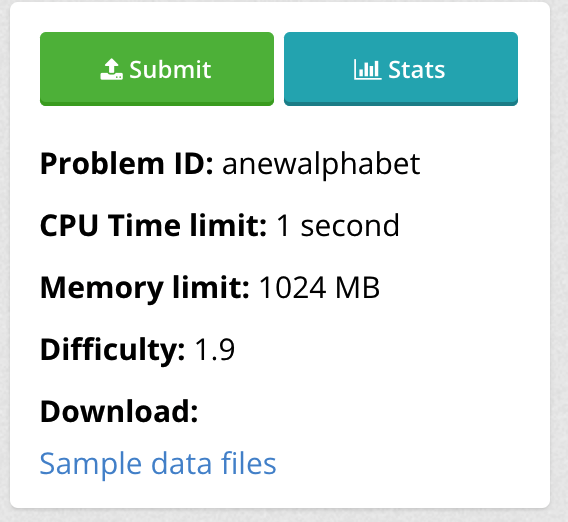 Submit
Stats
Problem ID: anewalphabet
CPU Time limit: 1 second
Memory limit: 1024 MB
Difficulty: 1.9
Download:
Sample data files